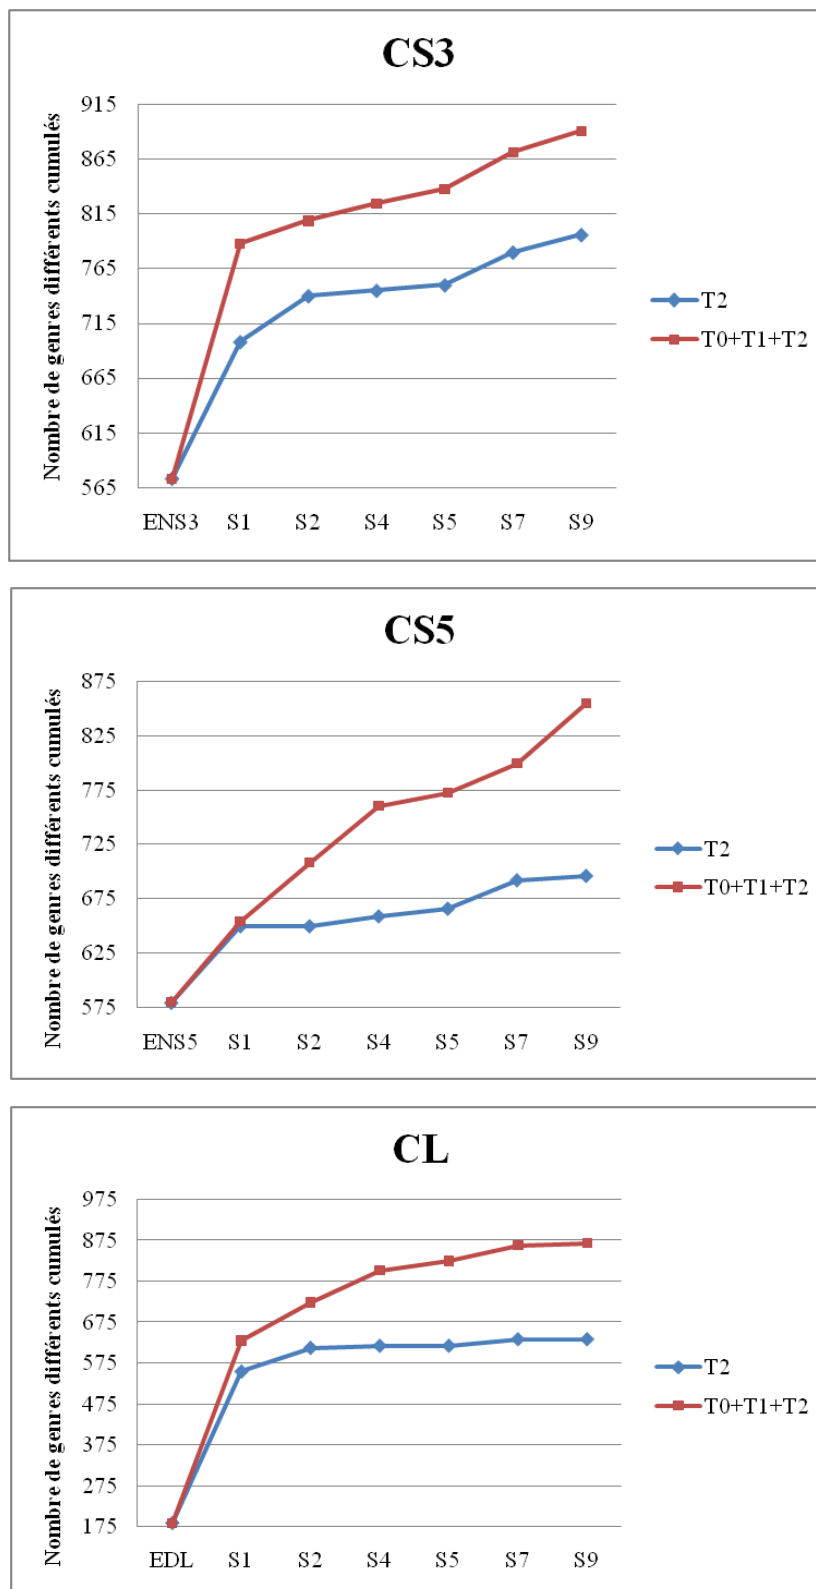 CS3
Nombre de genres différents cumulés
915
865
815
765
715
665
615
565
ENS3 S1 S2 S4 S5 S7 S9
T2
T0+T1+T2
CS5
Nombre de genres différents cumulés
875
825
775
725
675
625
575
ENS5 S1 S2 S4 S5 S7 S9
T2
T0+T1+T2
CL
Nombre de genres différents cumulés
975
875
775
675
575
475
375
275
175
EDL S1 S2 S4 S5 S7 S9
T2
T0+T1+T2